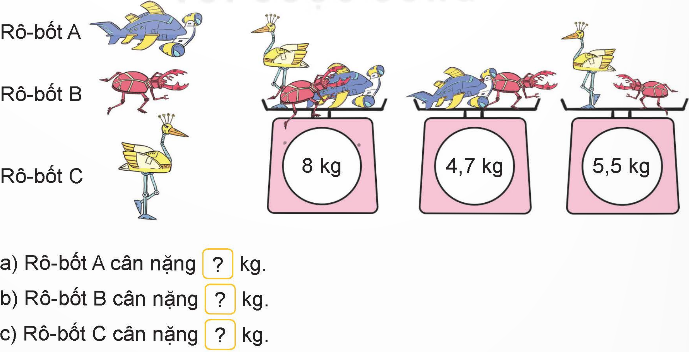 Rô-bốt A
Rô-bốt B
Rô-bốt C
8 kg
4,7 kg
5,5 kg
a) Rô-bốt A cân nặng ? kg.
b) Rô-bốt B cân nặng ? kg.
c) Rô-bốt C cân nặng ? kg.